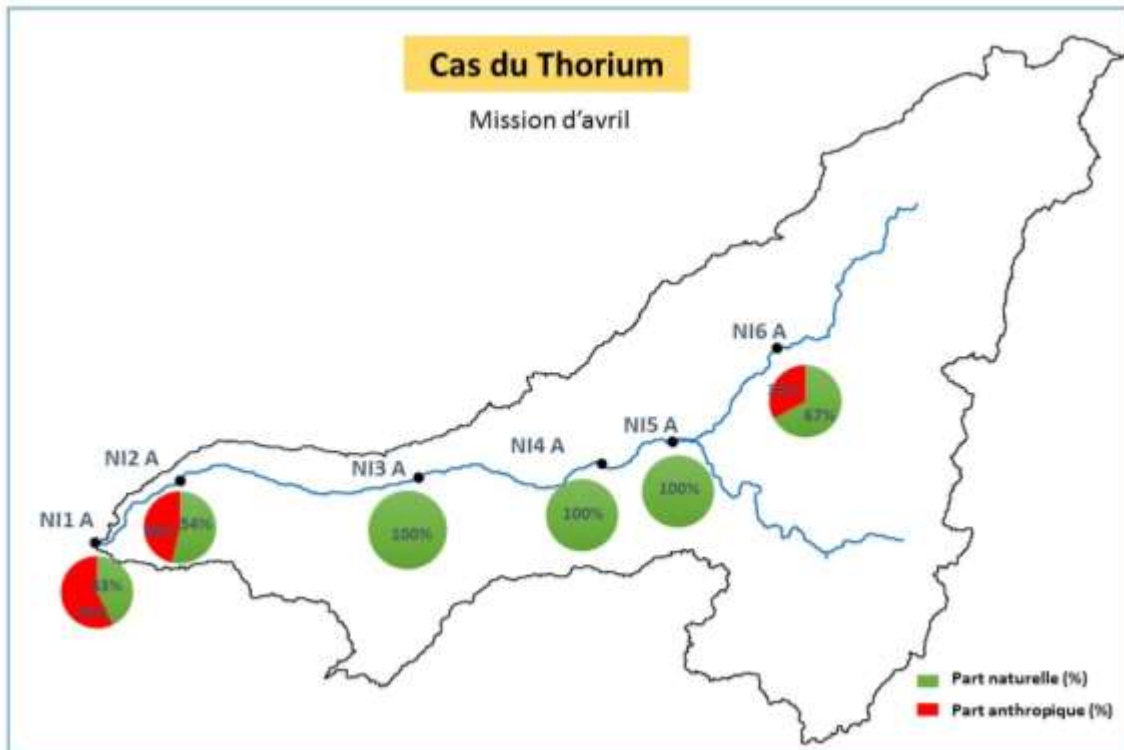 Cas du Thorium
Mission d'avril
NI6 A
67%
NI5 A
100%
NI4 A
100%
NI3 A
100%
NI2 A
54%
NI1 A
Part naturelle (%)
Part anthropique (%)